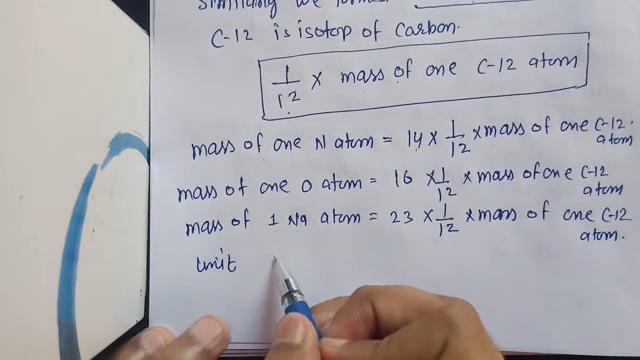 Similarly we
C-12 is isotop of Carbon.
1/12 × mass of one C-12 atom
mass of one N atom = 14 × 1/12 × mass of one C-12 atom
mass of one O atom = 16 × 1/12 × mass of one C-12 atom
mass of 1 Na atom = 23 × 1/12 × mass of one C-12 atom.
Unit